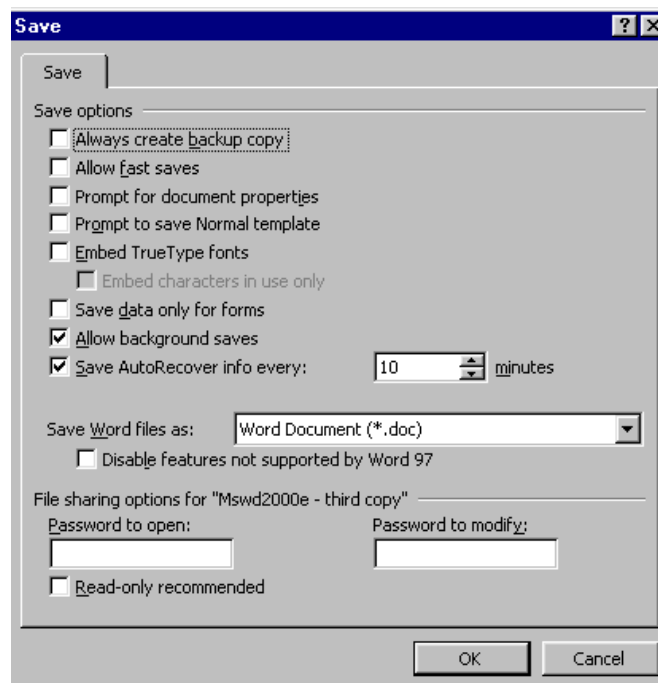 Save
Save
Save options
Always create backup copy
Allow fast saves
Prompt for document properties
Prompt to save Normal template
Embed TrueType fonts
Embed characters in use only
Save data only for forms
Allow background saves
Save AutoRecover info every: 10 minutes
Save Word files as: Word Document (*.doc)
Disable features not supported by Word 97
File sharing options for "Mswd2000e - third copy"
Password to open: Password to modify:
Read-only recommended
OK Cancel